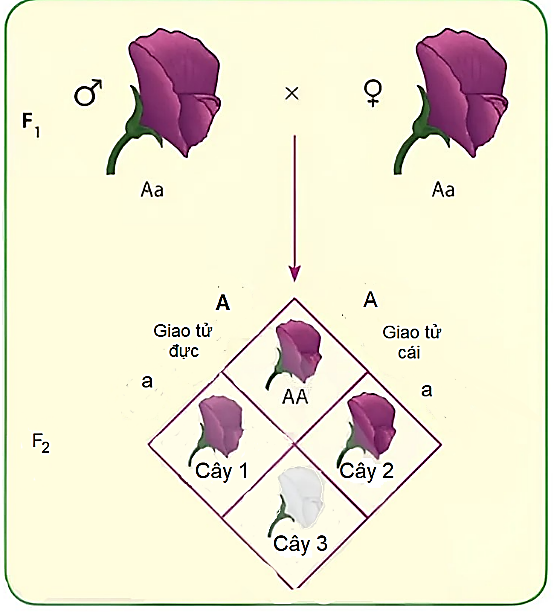 ♂ × ♀
F1
Aa Aa
A A
Giao tử
đực
Giao tử
cái
a a
AA
F2
Cây 1 Cây 2
Cây 3